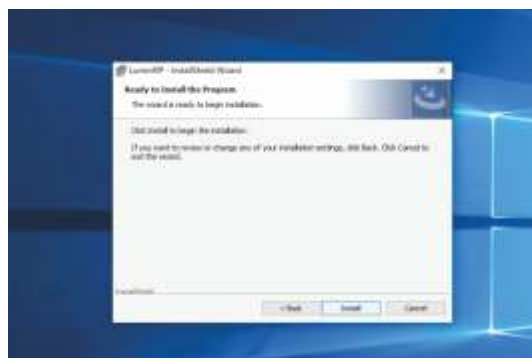 LumenRIP - InstallShield Wizard
Ready to Install the Program
The wizard is ready to begin installation.
Click Install to begin the installation.
If you want to review or change any of your installation settings, click Back. Click Cancel to
exit the wizard.
InstallShield
< Back
Install
Cancel